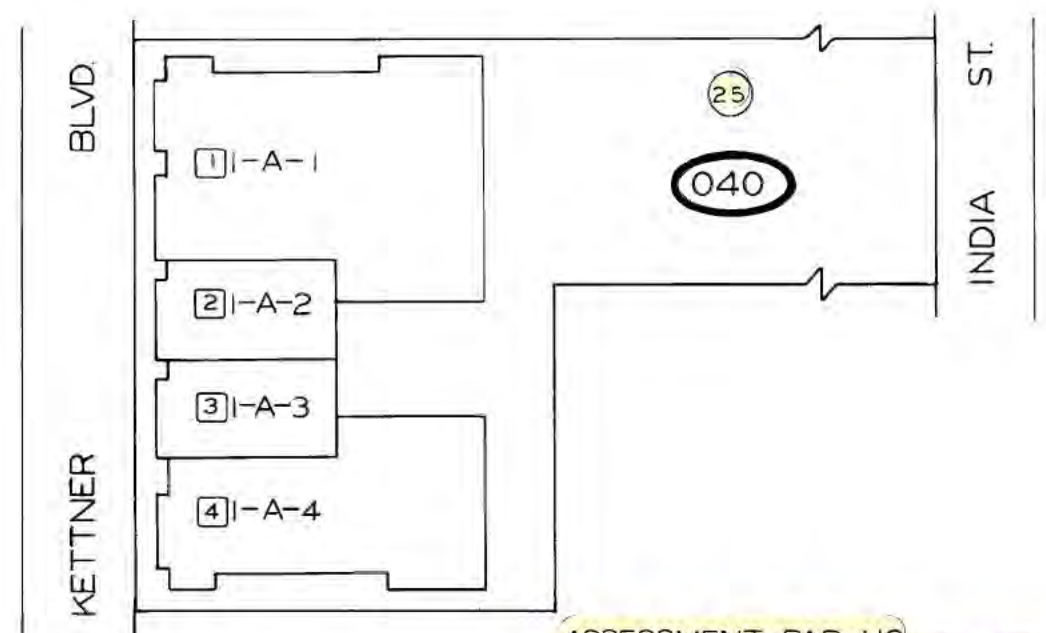 KETTNER BLVD.
1 1-A-1
2 1-A-2
3 1-A-3
4 1-A-4
25
040
INDIA ST.